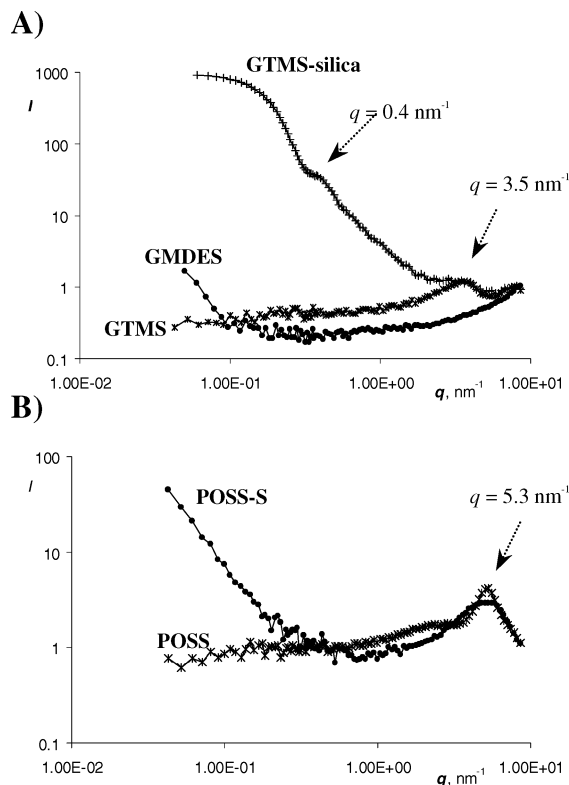 A)
GTMS-silica
1000
I
q = 0.4 nm-1
100
q = 3.5 nm-1
10
GMDES
1
GTMS
0.1
1.00E-02 1.00E-01 1.00E+00 1.00E+01
q, nm-1
B)
100
I
POSS-S
q = 5.3 nm-1
10
POSS
1
0.1
1.00E-02 1.00E-01 1.00E+00 1.00E+01
q, nm-1